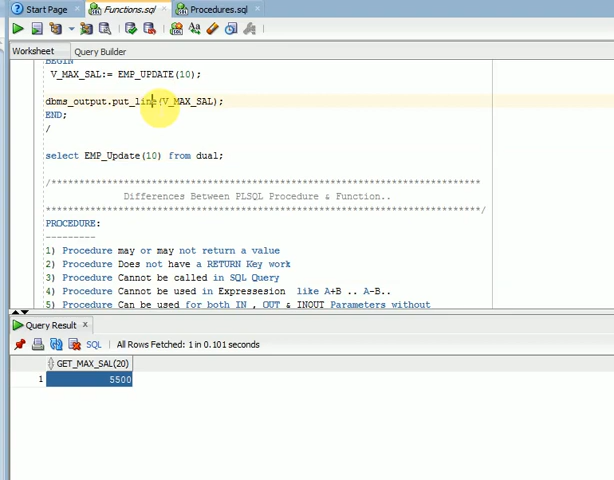 Start Page
Functions.sql
Procedures.sql
Worksheet
Query Builder
BEGIN
V_MAX_SAL:= EMP_UPDATE(10);
dbms_output.put_line(V_MAX_SAL);
END;
/
select EMP_Update(10) from dual;
/*******************************************************************************
Differences Between PLSQL Procedure & Function..
*******************************************************************************/
PROCEDURE:
---------
1) Procedure may or may not return a value
2) Procedure Does not have a RETURN Key work
3) Procedure Cannot be called in SQL Query
4) Procedure Cannot be used in Expressesion like A+B .. A-B..
5) Procedure Can be used for both IN , OUT & INOUT Parameters without
Query Result
SQL | All Rows Fetched: 1 in 0.101 seconds
GET_MAX_SAL(20)
1 5500